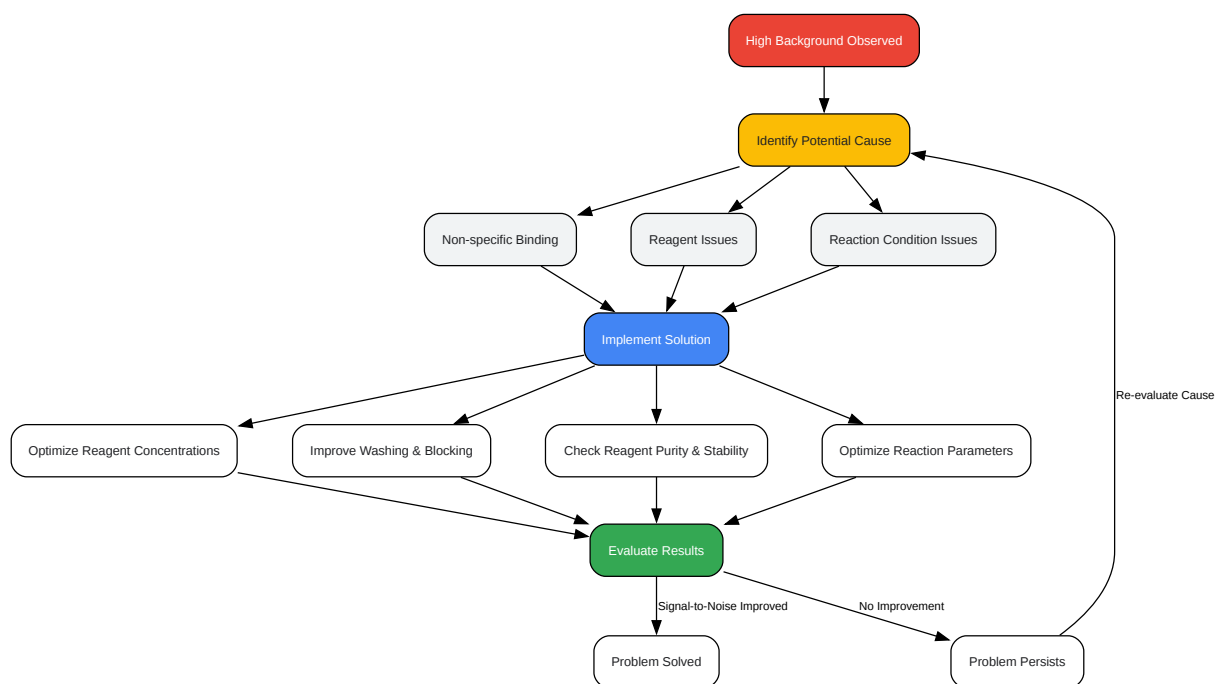 High Background Observed
Identify Potential Cause
Non-specific Binding
Reagent Issues
Reaction Condition Issues
Implement Solution
Re-evaluate Cause
Optimize Reagent Concentrations
Improve Washing & Blocking
Check Reagent Purity & Stability
Optimize Reaction Parameters
Evaluate Results
Signal-to-Noise Improved
No Improvement
Problem Solved
Problem Persists